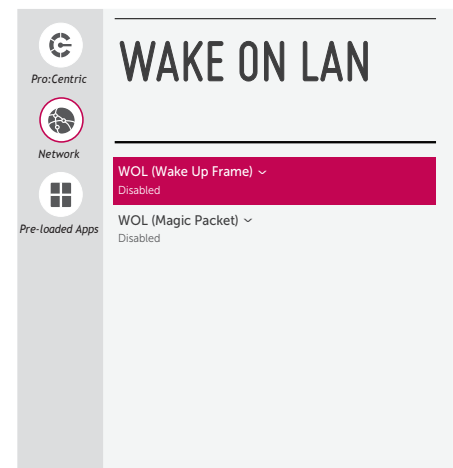 Pro:Centric
Network
Pre-loaded Apps
WAKE ON LAN
WOL (Wake Up Frame)
Disabled
WOL (Magic Packet)
Disabled